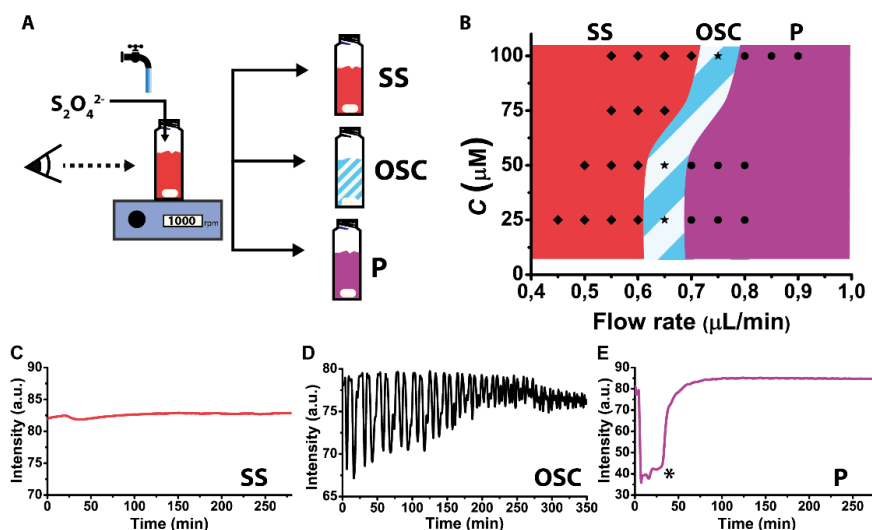 A
S₂O₄²⁻
1000 rpm
SS
OSC
P
B
SS OSC P
100
75
50
25
0
C (μM)
0,4 0,5 0,6 0,7 0,8 0,9 1,0
Flow rate (μL/min)
C
90
85
80
75
70
Intensity (a.u.)
0 50 100 150 200 250
Time (min)
SS
D
80
75
70
65
Intensity (a.u.)
0 50 100 150 200 250 300 350
Time (min)
OSC
E
90
80
70
60
50
40
30
Intensity (a.u.)
*
0 50 100 150 200 250
Time (min)
P